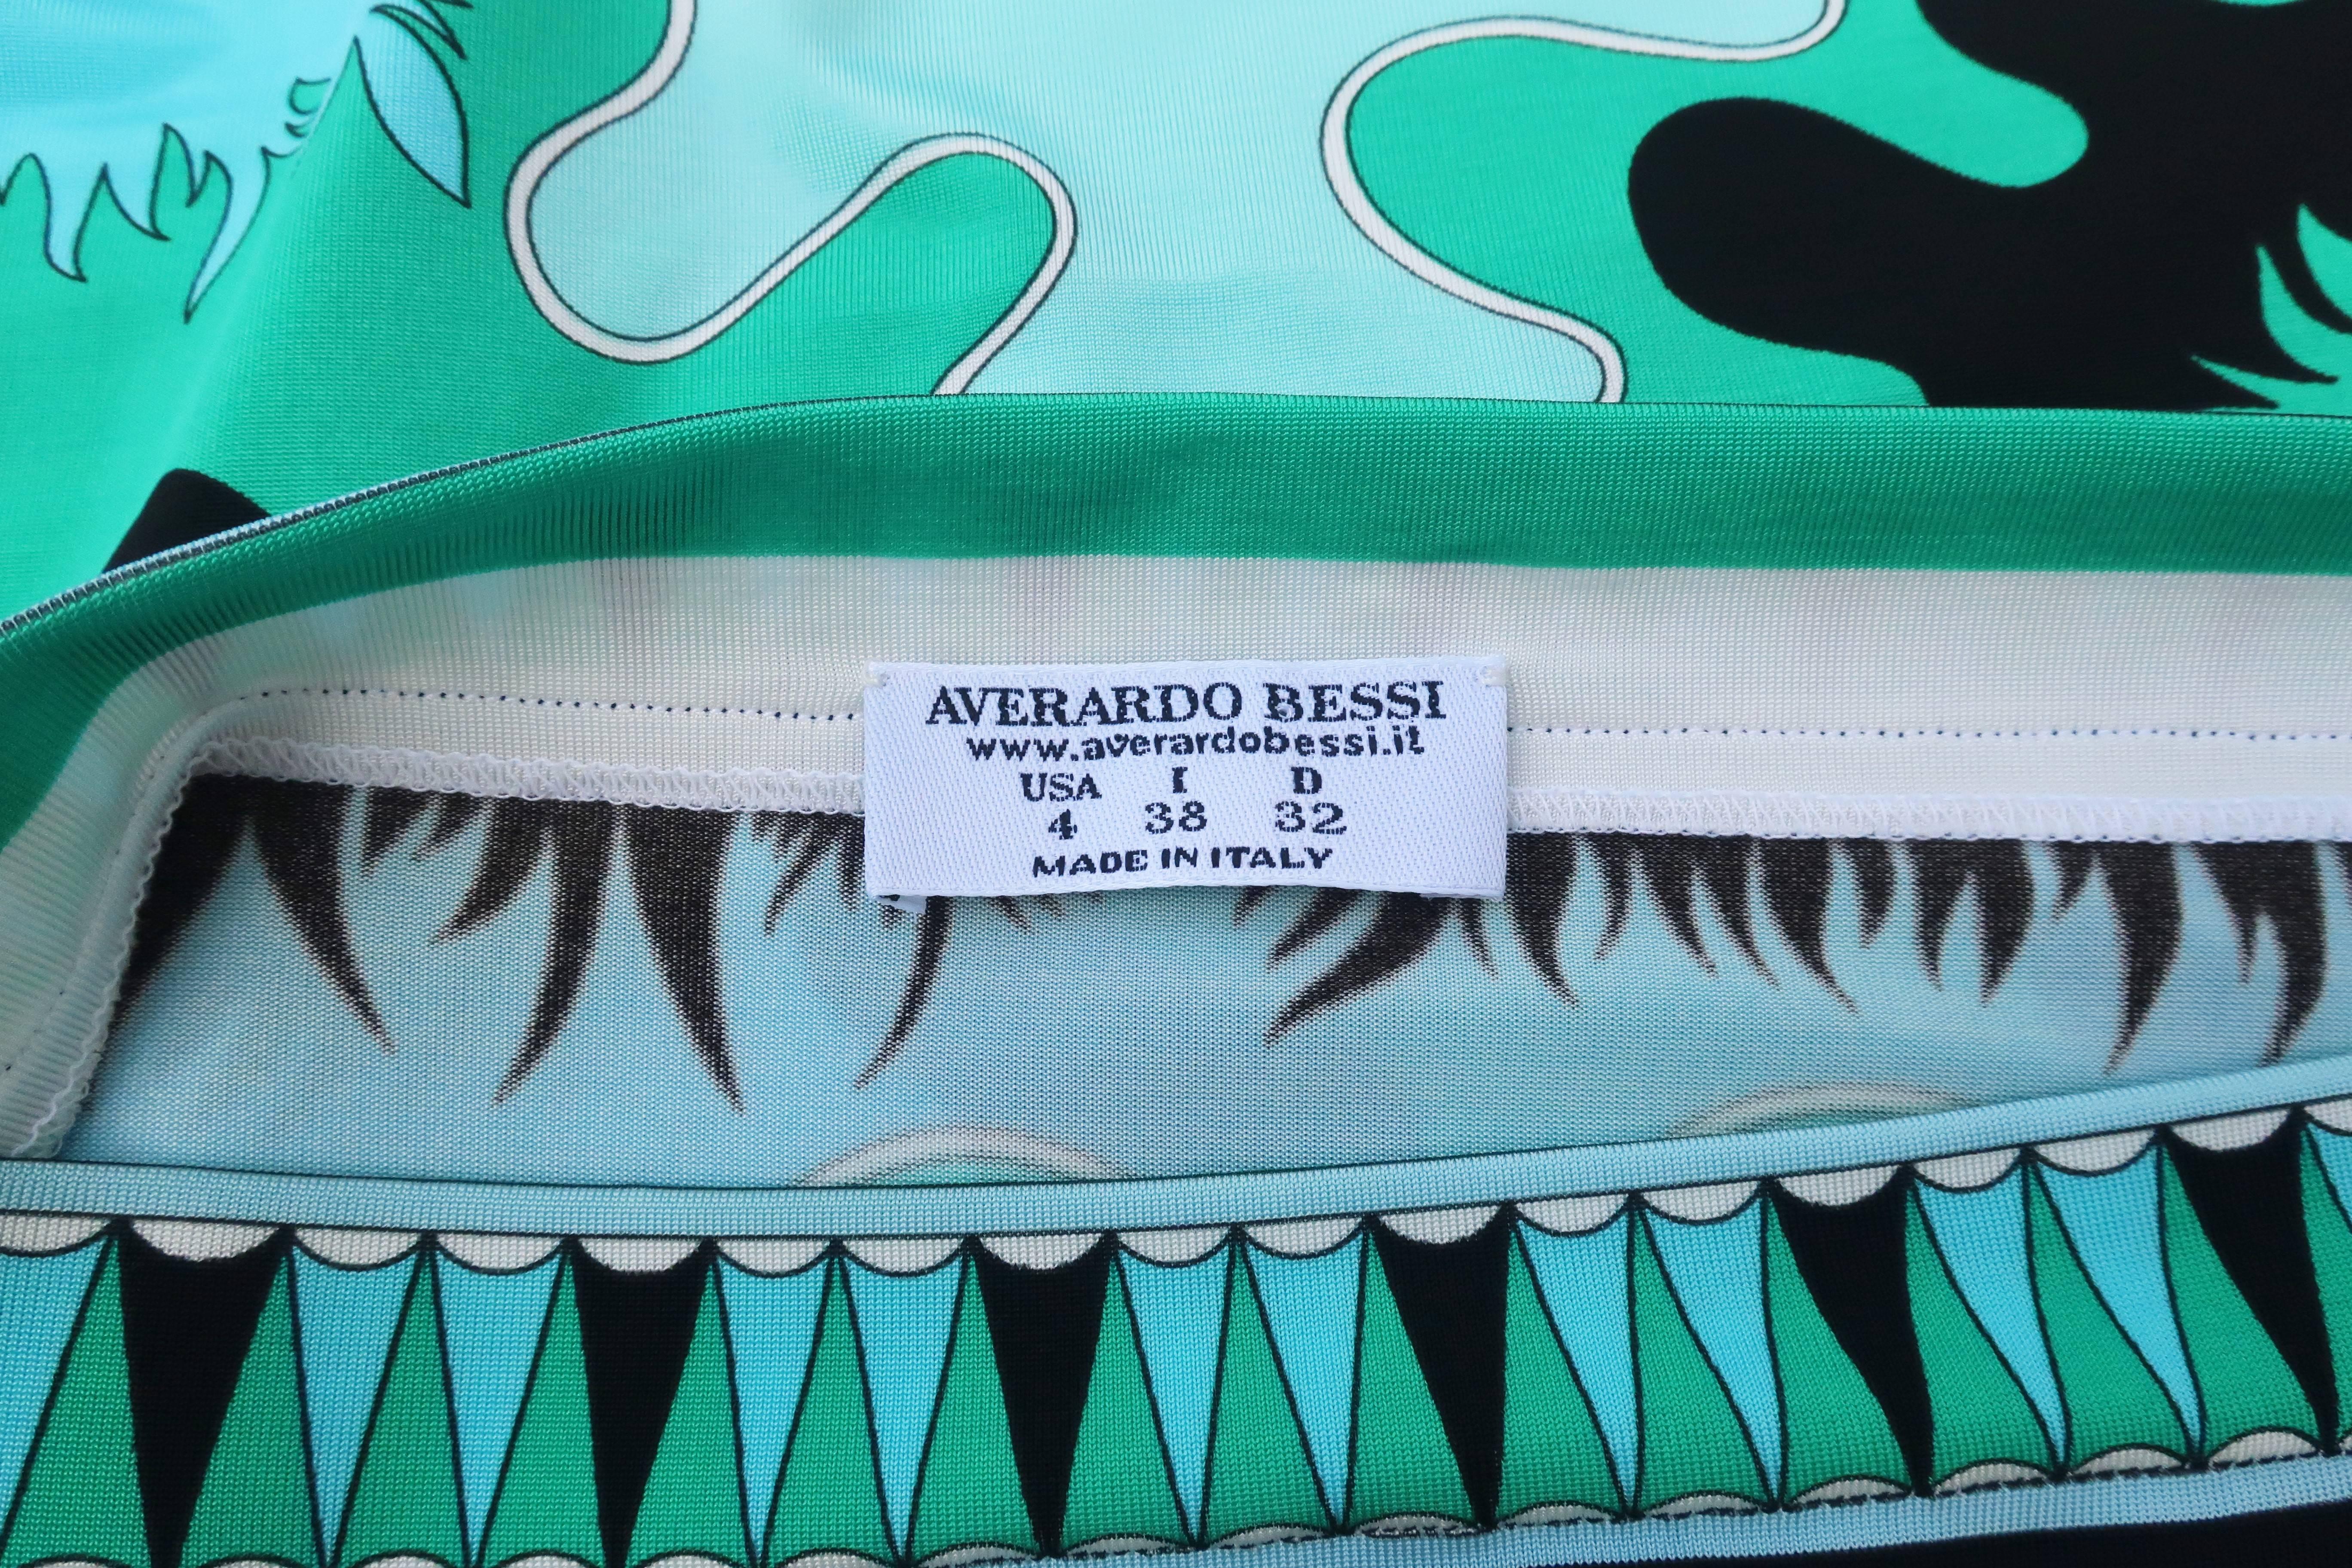 AVERARDO BESSI
www.averardobessi.it
USA I D
4 38 32
MADE IN ITALY